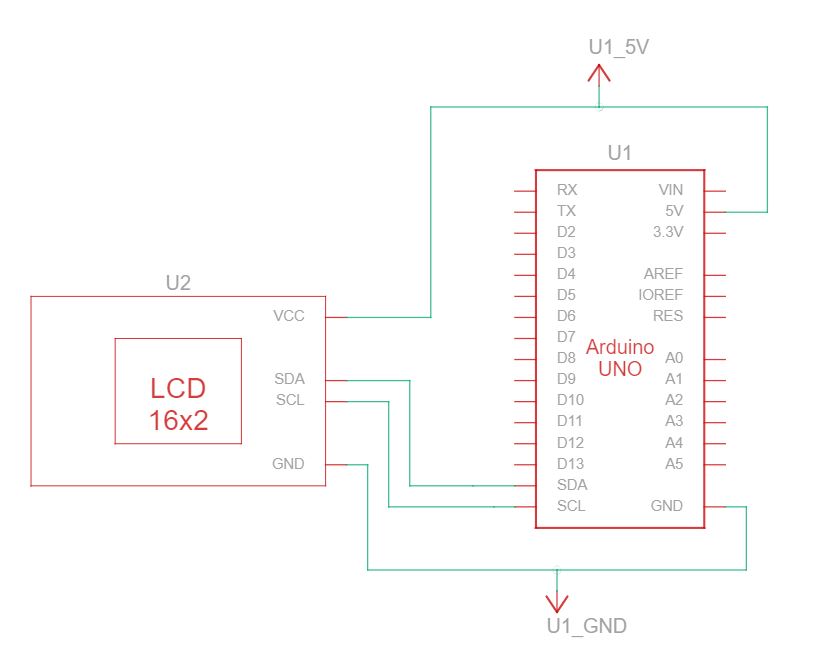 U1_5V
U1
RX VIN
TX 5V
D2 3.3V
D3
D4 AREF
D5 IOREF
D6 RES
D7
Arduino
UNO
D8 A0
D9 A1
D10 A2
D11 A3
D12 A4
D13 A5
SDA
SCL GND
U2
VCC
LCD
16x2
SDA
SCL
GND
U1_GND